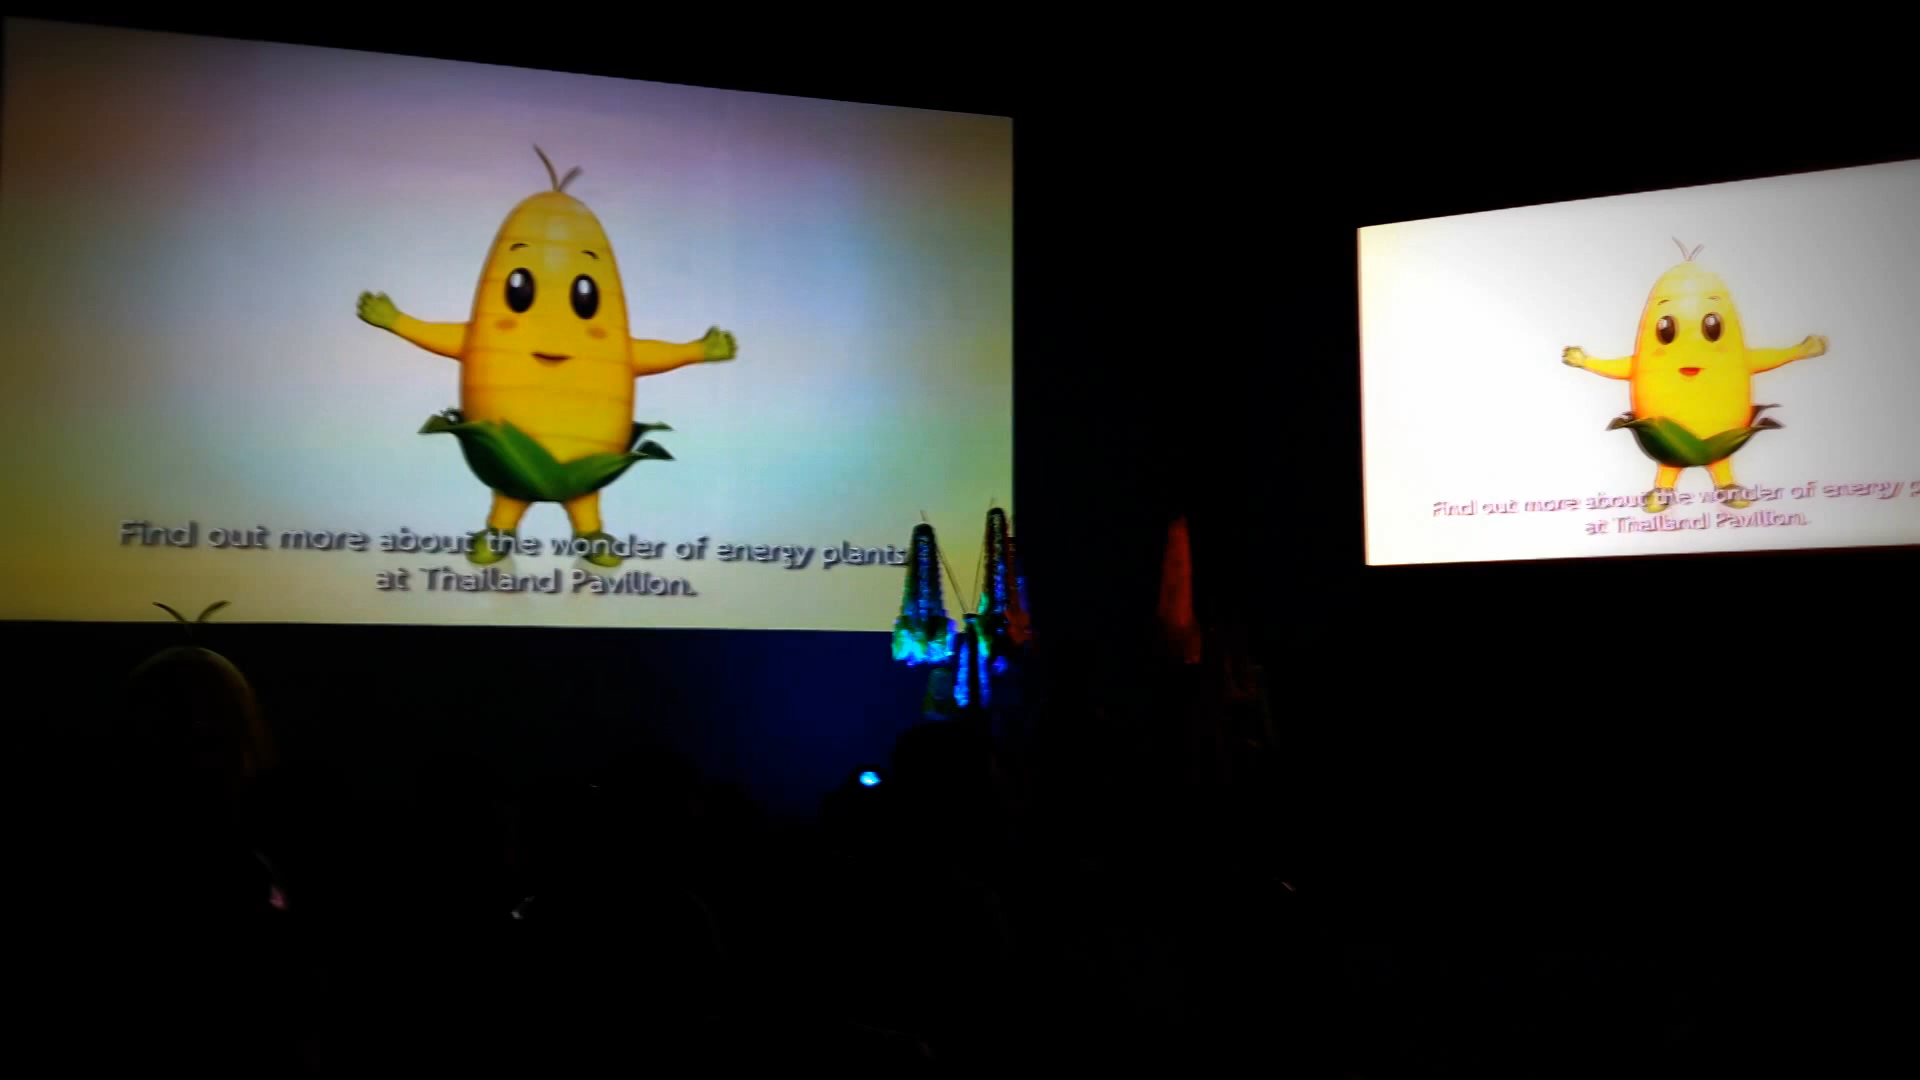 Find out more about the wonder of energy plants
at Thailand Pavilion.
Find out more about the wonder of energy
at Thailand Pavilion.